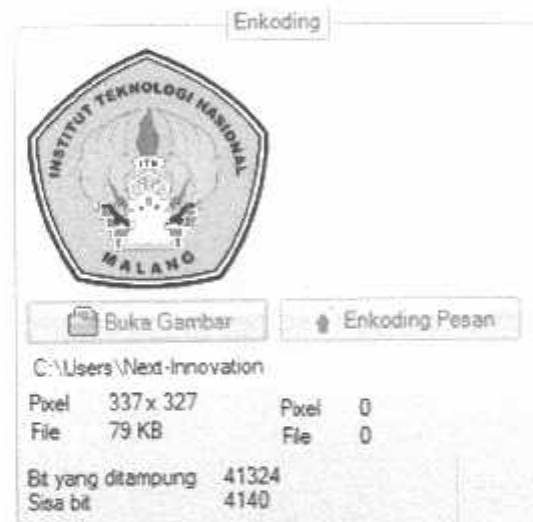 Enkoding
INSTITUT TEKNOLOGI NASIONAL
ITN
MALANG
Buka Gambar
Enkoding Pesan
C:\Users\Next-Innovation
Pixel 337 x 327 Pixel 0
File 79 KB File 0
Bit yang ditampung 41324
Sisa bit 4140